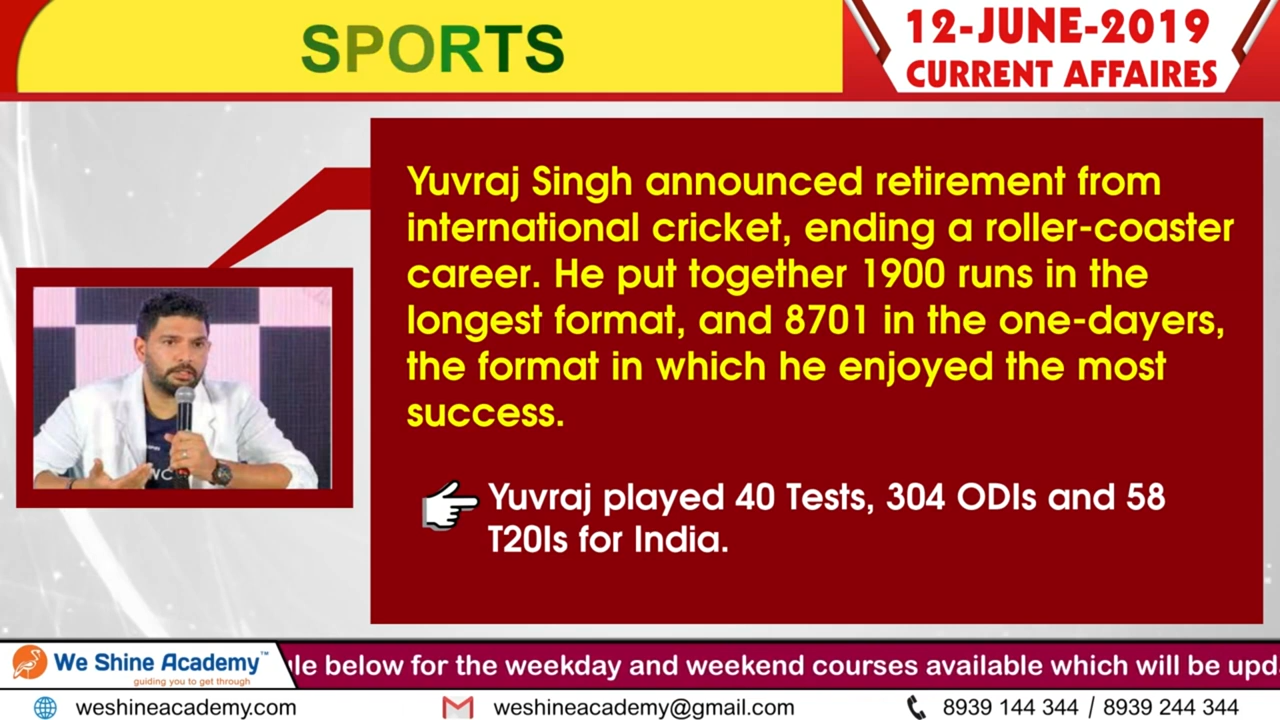 SPORTS
12-JUNE-2019
CURRENT AFFAIRES
Yuvraj Singh announced retirement from
international cricket, ending a roller-coaster
career. He put together 1900 runs in the
longest format, and 8701 in the one-dayers,
the format in which he enjoyed the most
success.
Yuvraj played 40 Tests, 304 ODIs and 58
T20Is for India.
We Shine Academy™
guiding you to get through
below for the weekday and weekend courses available which will be
weshineacademy.com
weshineacademy@gmail.com
8939 144 344 / 8939 244 344